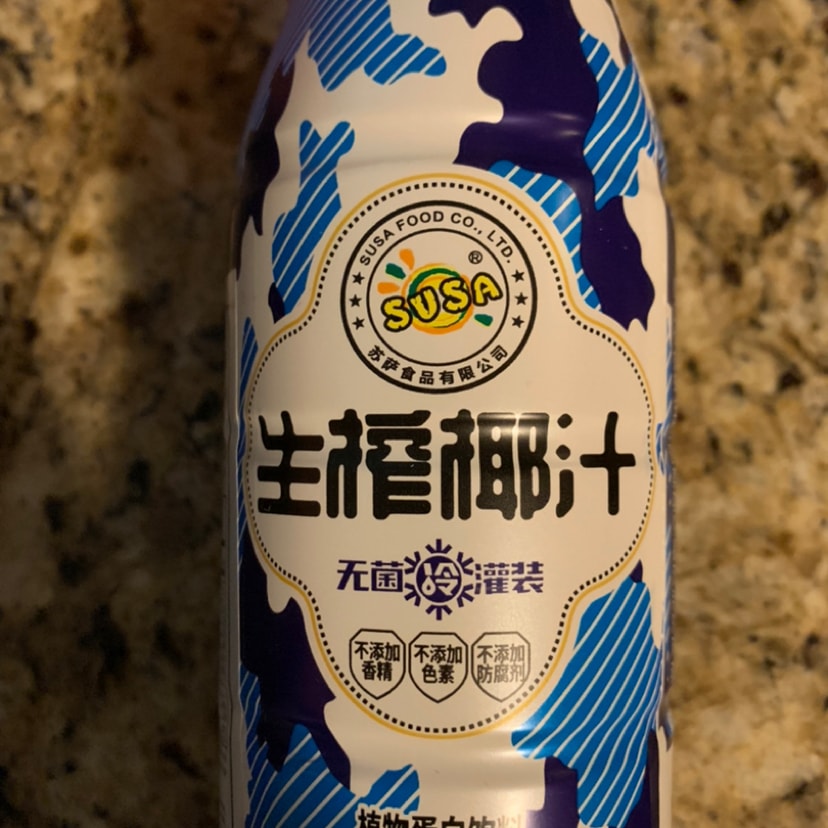 SUSA FOOD CO., LTD.
®
SUSA
苏萨食品有限公司
生榨椰汁
无菌冷灌装
不添加 不添加 不添加
香精 色素 防腐剂
植物蛋白饮料